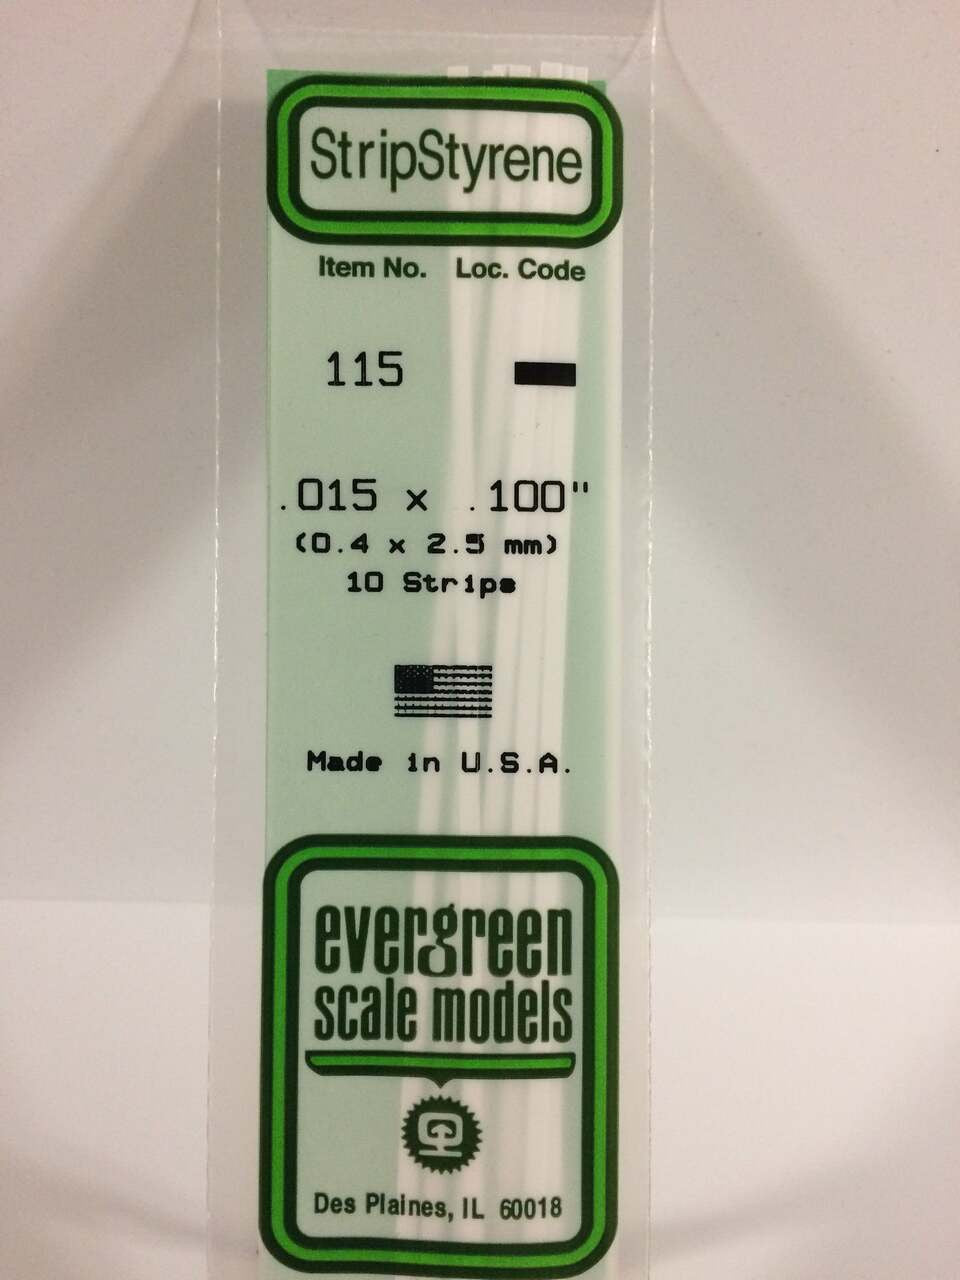 StripStyrene
Item No. Loc. Code
115
.015 x .100"
(0.4 x 2.5 mm)
10 Strips
Made in U.S.A.
evergreen
scale models
Des Plaines, IL 60018